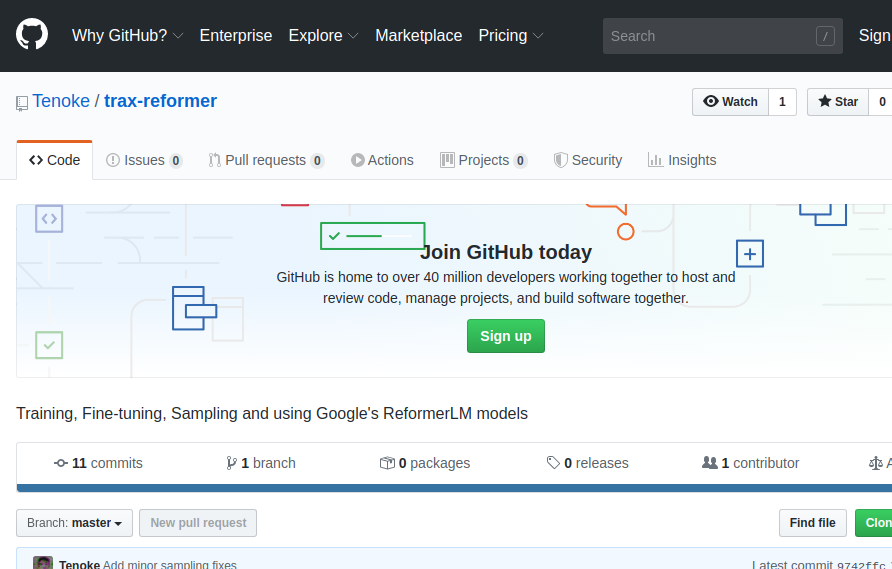 Why GitHub? Enterprise Explore Marketplace Pricing Search / Sign
Tenoke / trax-reformer Watch 1 Star 0
Code Issues 0 Pull requests 0 Actions Projects 0 Security Insights
Join GitHub today
GitHub is home to over 40 million developers working together to host and
review code, manage projects, and build software together.
Sign up
Training, Fine-tuning, Sampling and using Google's ReformerLM models
11 commits 1 branch 0 packages 0 releases 1 contributor
Branch: master New pull request Find file Clon
Tenoke Add minor sampling fixes Latest commit 9742ffc